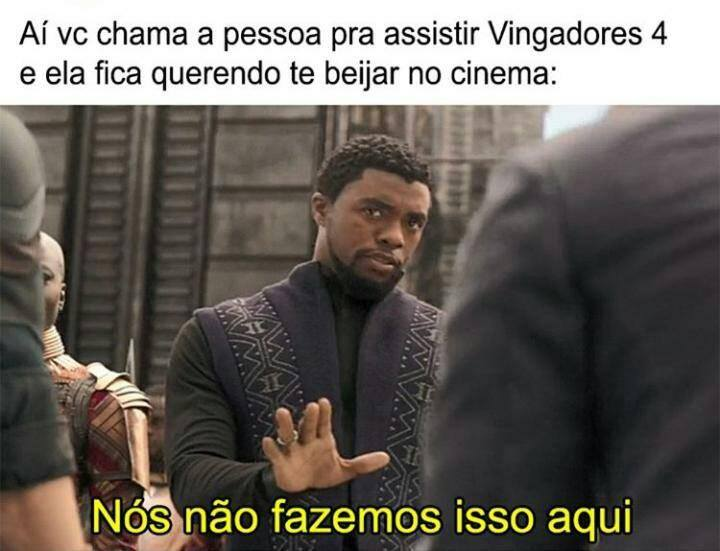 Aí vc chama a pessoa pra assistir Vingadores 4
e ela fica querendo te beijar no cinema:
Nós não fazemos isso aqui